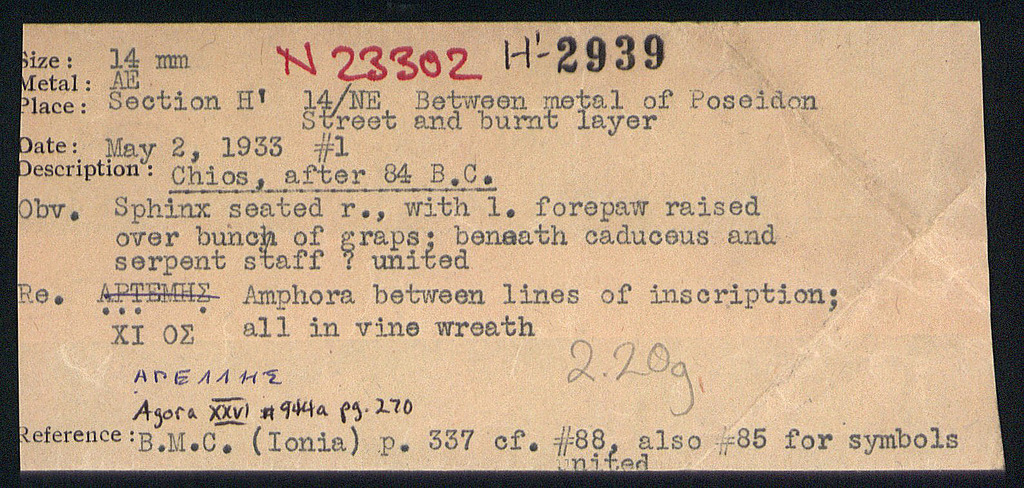 N 23302 H'-2939
Size: 14 mm
Metal: AE
Place: Section H' 14/NE Between metal of Poseidon
Street and burnt layer
Date: May 2, 1933 #1
Description: Chios, after 84 B.C.
Obv. Sphinx seated r., with l. forepaw raised
over bunch of graps; beneath caduceus and
serpent staff ? united
Re. ΑΡΤΕΜΗΣ Amphora between lines of inscription;
ΧΙ ΟΣ all in vine wreath
2.20g.
ΑΠΕΛΛΗΣ
Agora XXVI #944a pg. 270
Reference: B.M.C. (Ionia) p. 337 cf. #88, also #85 for symbols
united